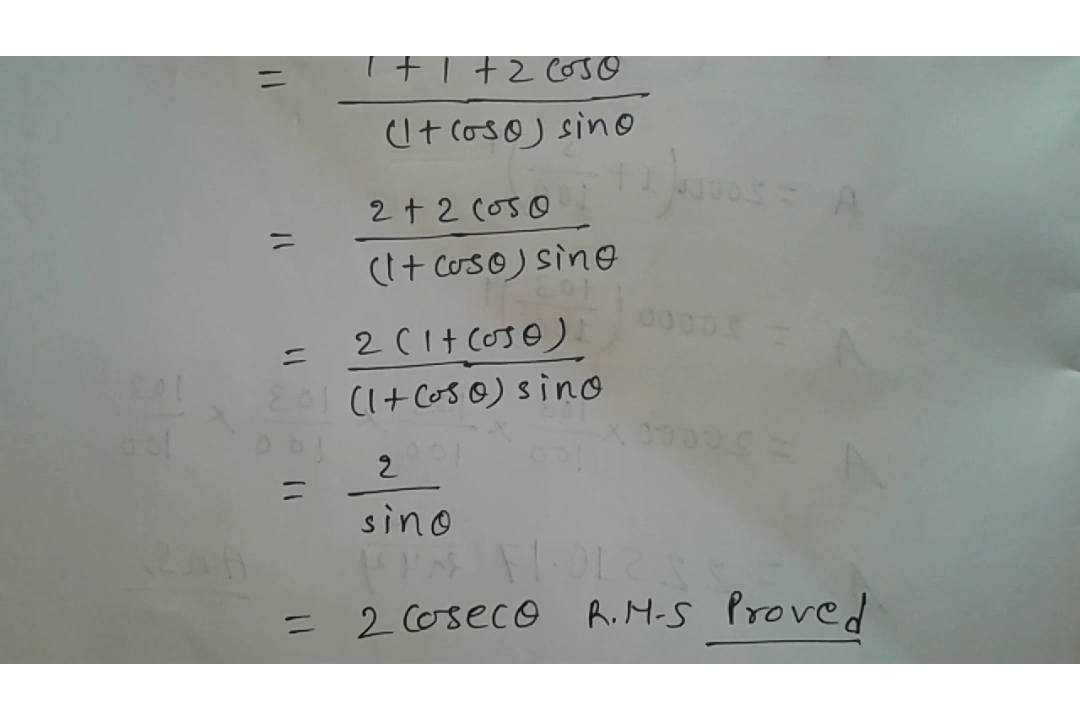 = 1 + 1 + 2 cosθ
(1 + cosθ) sinθ
= 2 + 2 cosθ
(1 + cosθ) sinθ
= 2 (1 + cosθ)
(1 + cosθ) sinθ
= 2
sinθ
= 2 cosecθ R.H.S Proved